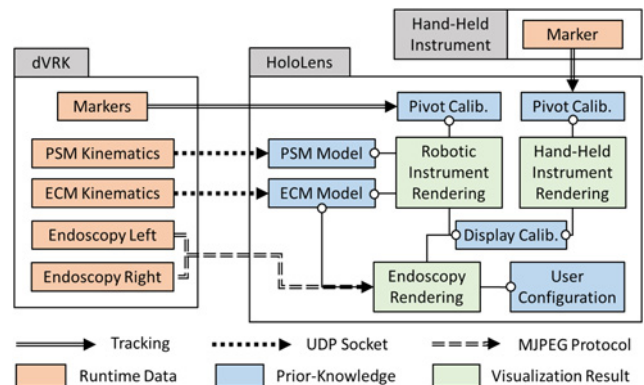 Hand-Held
Instrument
Marker
dVRK
HoloLens
Markers
Pivot Calib.
Pivot Calib.
PSM Kinematics
PSM Model
Robotic
Instrument
Rendering
Hand-Held
Instrument
Rendering
ECM Kinematics
ECM Model
Endoscopy Left
Display Calib.
Endoscopy Right
Endoscopy
Rendering
User
Configuration
Tracking
UDP Socket
MJPEG Protocol
Runtime Data
Prior-Knowledge
Visualization Result